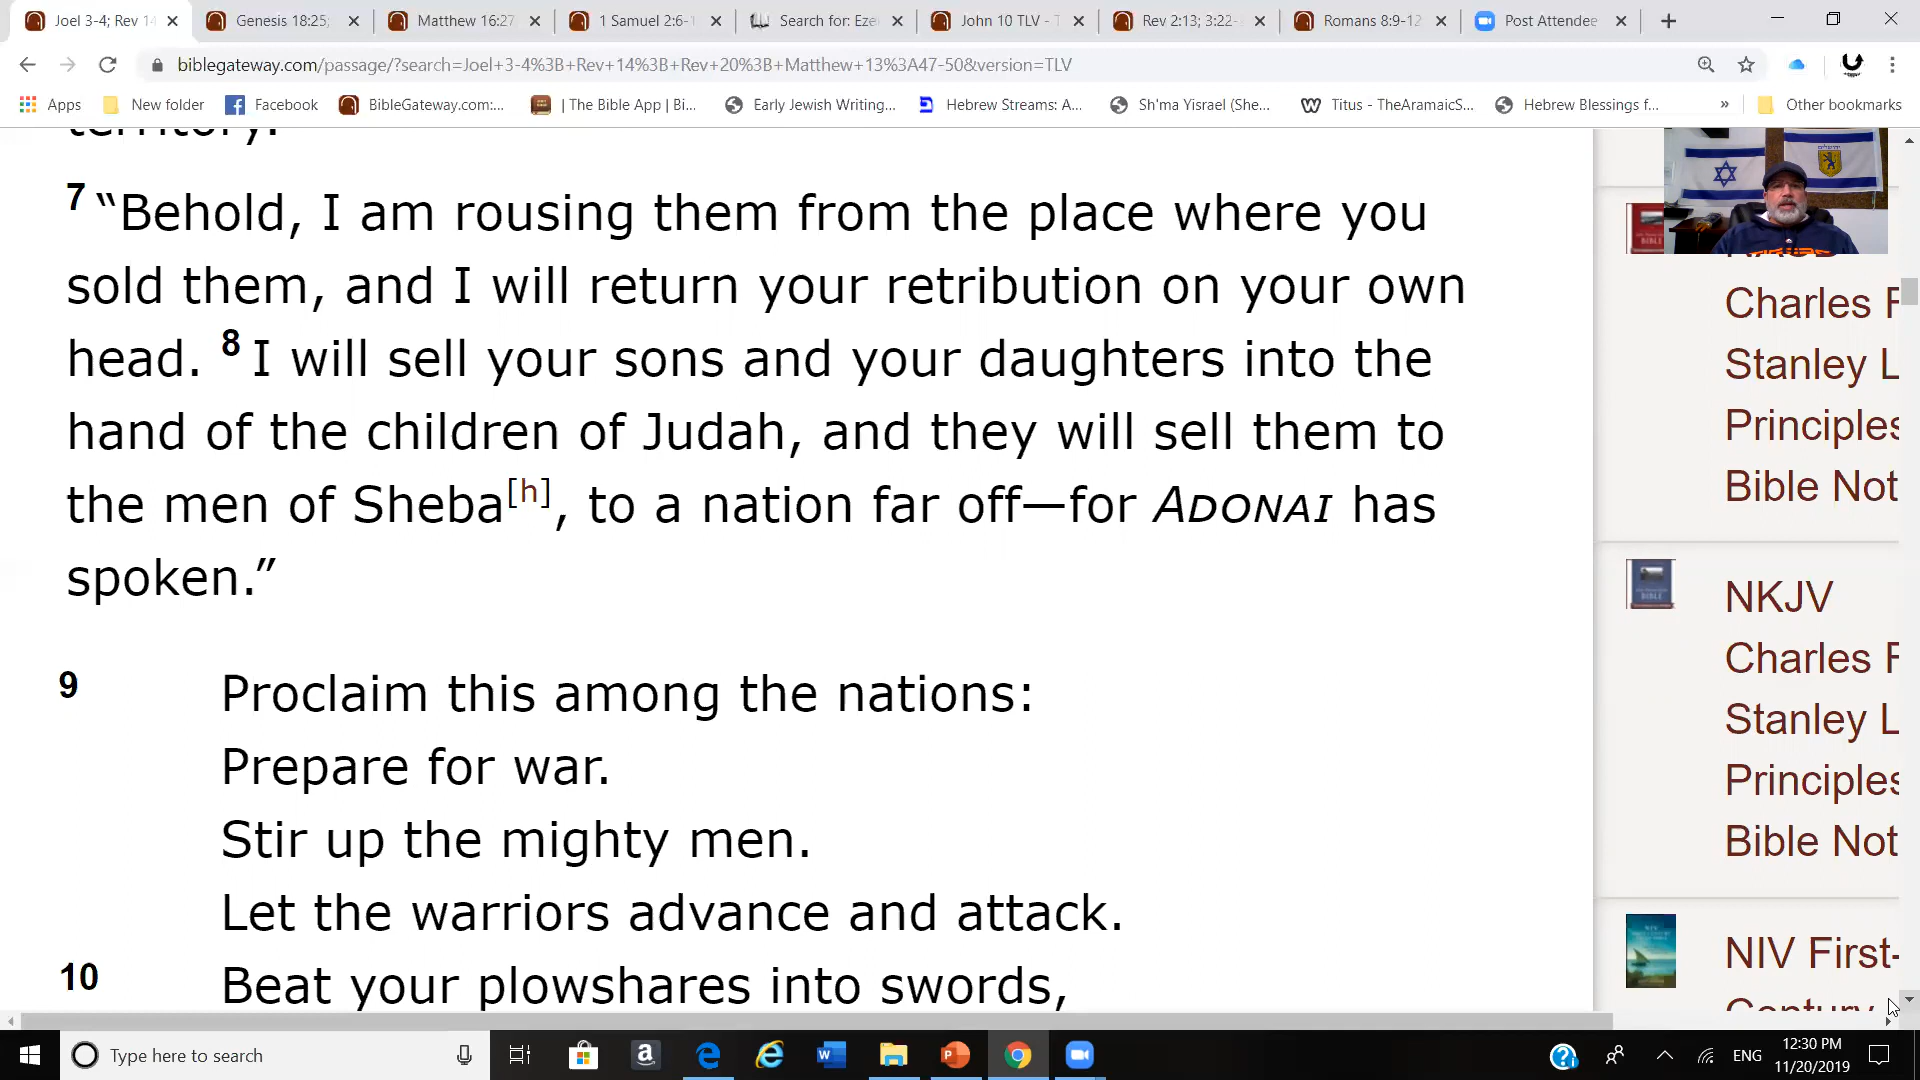 Joel 3-4; Rev 14
Genesis 18:25;
Matthew 16:27
1 Samuel 2:6-1
Search for: Eze
John 10 TLV - T
Rev 2:13; 3:22-
Romans 8:9-12
Post Attendee
biblegateway.com/passage/?search=Joel+3-4%3B+Rev+14%3B+Rev+20%3B+Matthew+13%3A47-50&version=TLV
Apps
New folder
Facebook
BibleGateway.com:...
| The Bible App | Bi...
Early Jewish Writing...
Hebrew Streams: A...
Sh'ma Yisrael (She...
Titus - TheAramaicS...
Hebrew Blessings f...
»
Other bookmarks
territory.
7 “Behold, I am rousing them from the place where you
sold them, and I will return your retribution on your own
head. 8 I will sell your sons and your daughters into the
hand of the children of Judah, and they will sell them to
the men of Sheba[h], to a nation far off—for ADONAI has
spoken.”
9 Proclaim this among the nations:
Prepare for war.
Stir up the mighty men.
Let the warriors advance and attack.
10 Beat your plowshares into swords,
Charles F
Stanley L
Principles
Bible Not
NKJV
Charles F
Stanley L
Principles
Bible Not
NIV First-
Century
Type here to search
ENG
12:30 PM
11/20/2019